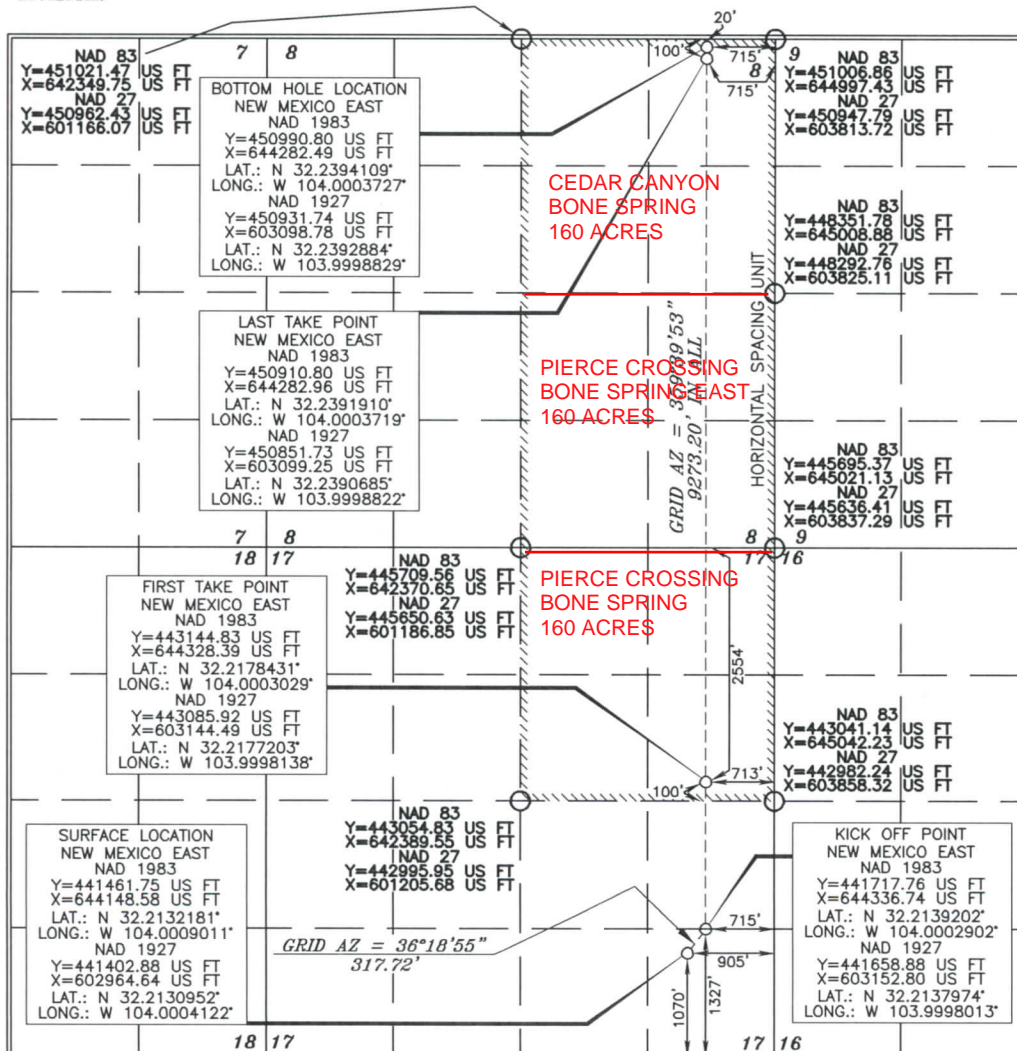 20'
7 8
100'
715'
8
9
715'
NAD 83
Y=451021.47 US FT
X=642349.75 US FT
NAD 27
Y=450962.43 US FT
X=601166.07 US FT
BOTTOM HOLE LOCATION
NEW MEXICO EAST
NAD 1983
Y=450990.80 US FT
X=644282.49 US FT
LAT.: N 32.2394109°
LONG.: W 104.0003727°
NAD 1927
Y=450931.74 US FT
X=603098.78 US FT
LAT.: N 32.2392884°
LONG.: W 103.9998829°
NAD 83
Y=451006.86 US FT
X=644997.43 US FT
NAD 27
Y=450947.79 US FT
X=603813.72 US FT
CEDAR CANYON
BONE SPRING
160 ACRES
NAD 83
Y=448351.78 US FT
X=645008.88 US FT
NAD 27
Y=448292.76 US FT
X=603825.11 US FT
HORIZONTAL SPACING UNIT
LAST TAKE POINT
NEW MEXICO EAST
NAD 1983
Y=450910.80 US FT
X=644282.96 US FT
LAT.: N 32.2391910°
LONG.: W 104.0003719°
NAD 1927
Y=450851.73 US FT
X=603099.25 US FT
LAT.: N 32.2390685°
LONG.: W 103.9998822°
PIERCE CROSSING
BONE SPRING EAST
160 ACRES
GRID AZ =
9273.20' IN ALL
NAD 83
Y=445695.37 US FT
X=645021.13 US FT
NAD 27
Y=445636.41 US FT
X=603837.29 US FT
7 8
18 17
8 9
17 16
NAD 83
Y=445709.56 US FT
X=642370.65 US FT
NAD 27
Y=445650.63 US FT
X=601186.85 US FT
PIERCE CROSSING
BONE SPRING
160 ACRES
2554'
FIRST TAKE POINT
NEW MEXICO EAST
NAD 1983
Y=443144.83 US FT
X=644328.39 US FT
LAT.: N 32.2178431°
LONG.: W 104.0003029°
NAD 1927
Y=443085.92 US FT
X=603144.49 US FT
LAT.: N 32.2177203°
LONG.: W 103.9998138°
NAD 83
Y=443041.14 US FT
X=645042.23 US FT
NAD 27
Y=442982.24 US FT
X=603858.32 US FT
713'
100'
NAD 83
Y=443054.83 US FT
X=642389.55 US FT
NAD 27
Y=442995.95 US FT
X=601205.68 US FT
SURFACE LOCATION
NEW MEXICO EAST
NAD 1983
Y=441461.75 US FT
X=644148.58 US FT
LAT.: N 32.2132181°
LONG.: W 104.0009011°
NAD 1927
Y=441402.88 US FT
X=602964.64 US FT
LAT.: N 32.2130952°
LONG.: W 104.0004122°
KICK OFF POINT
NEW MEXICO EAST
NAD 1983
Y=441717.76 US FT
X=644336.74 US FT
LAT.: N 32.2139202°
LONG.: W 104.0002902°
NAD 1927
Y=441658.88 US FT
X=603152.80 US FT
LAT.: N 32.2137974°
LONG.: W 103.9998013°
GRID AZ = 36°18'55"
317.72'
715'
905'
1070'
1327'
18 17
17 16